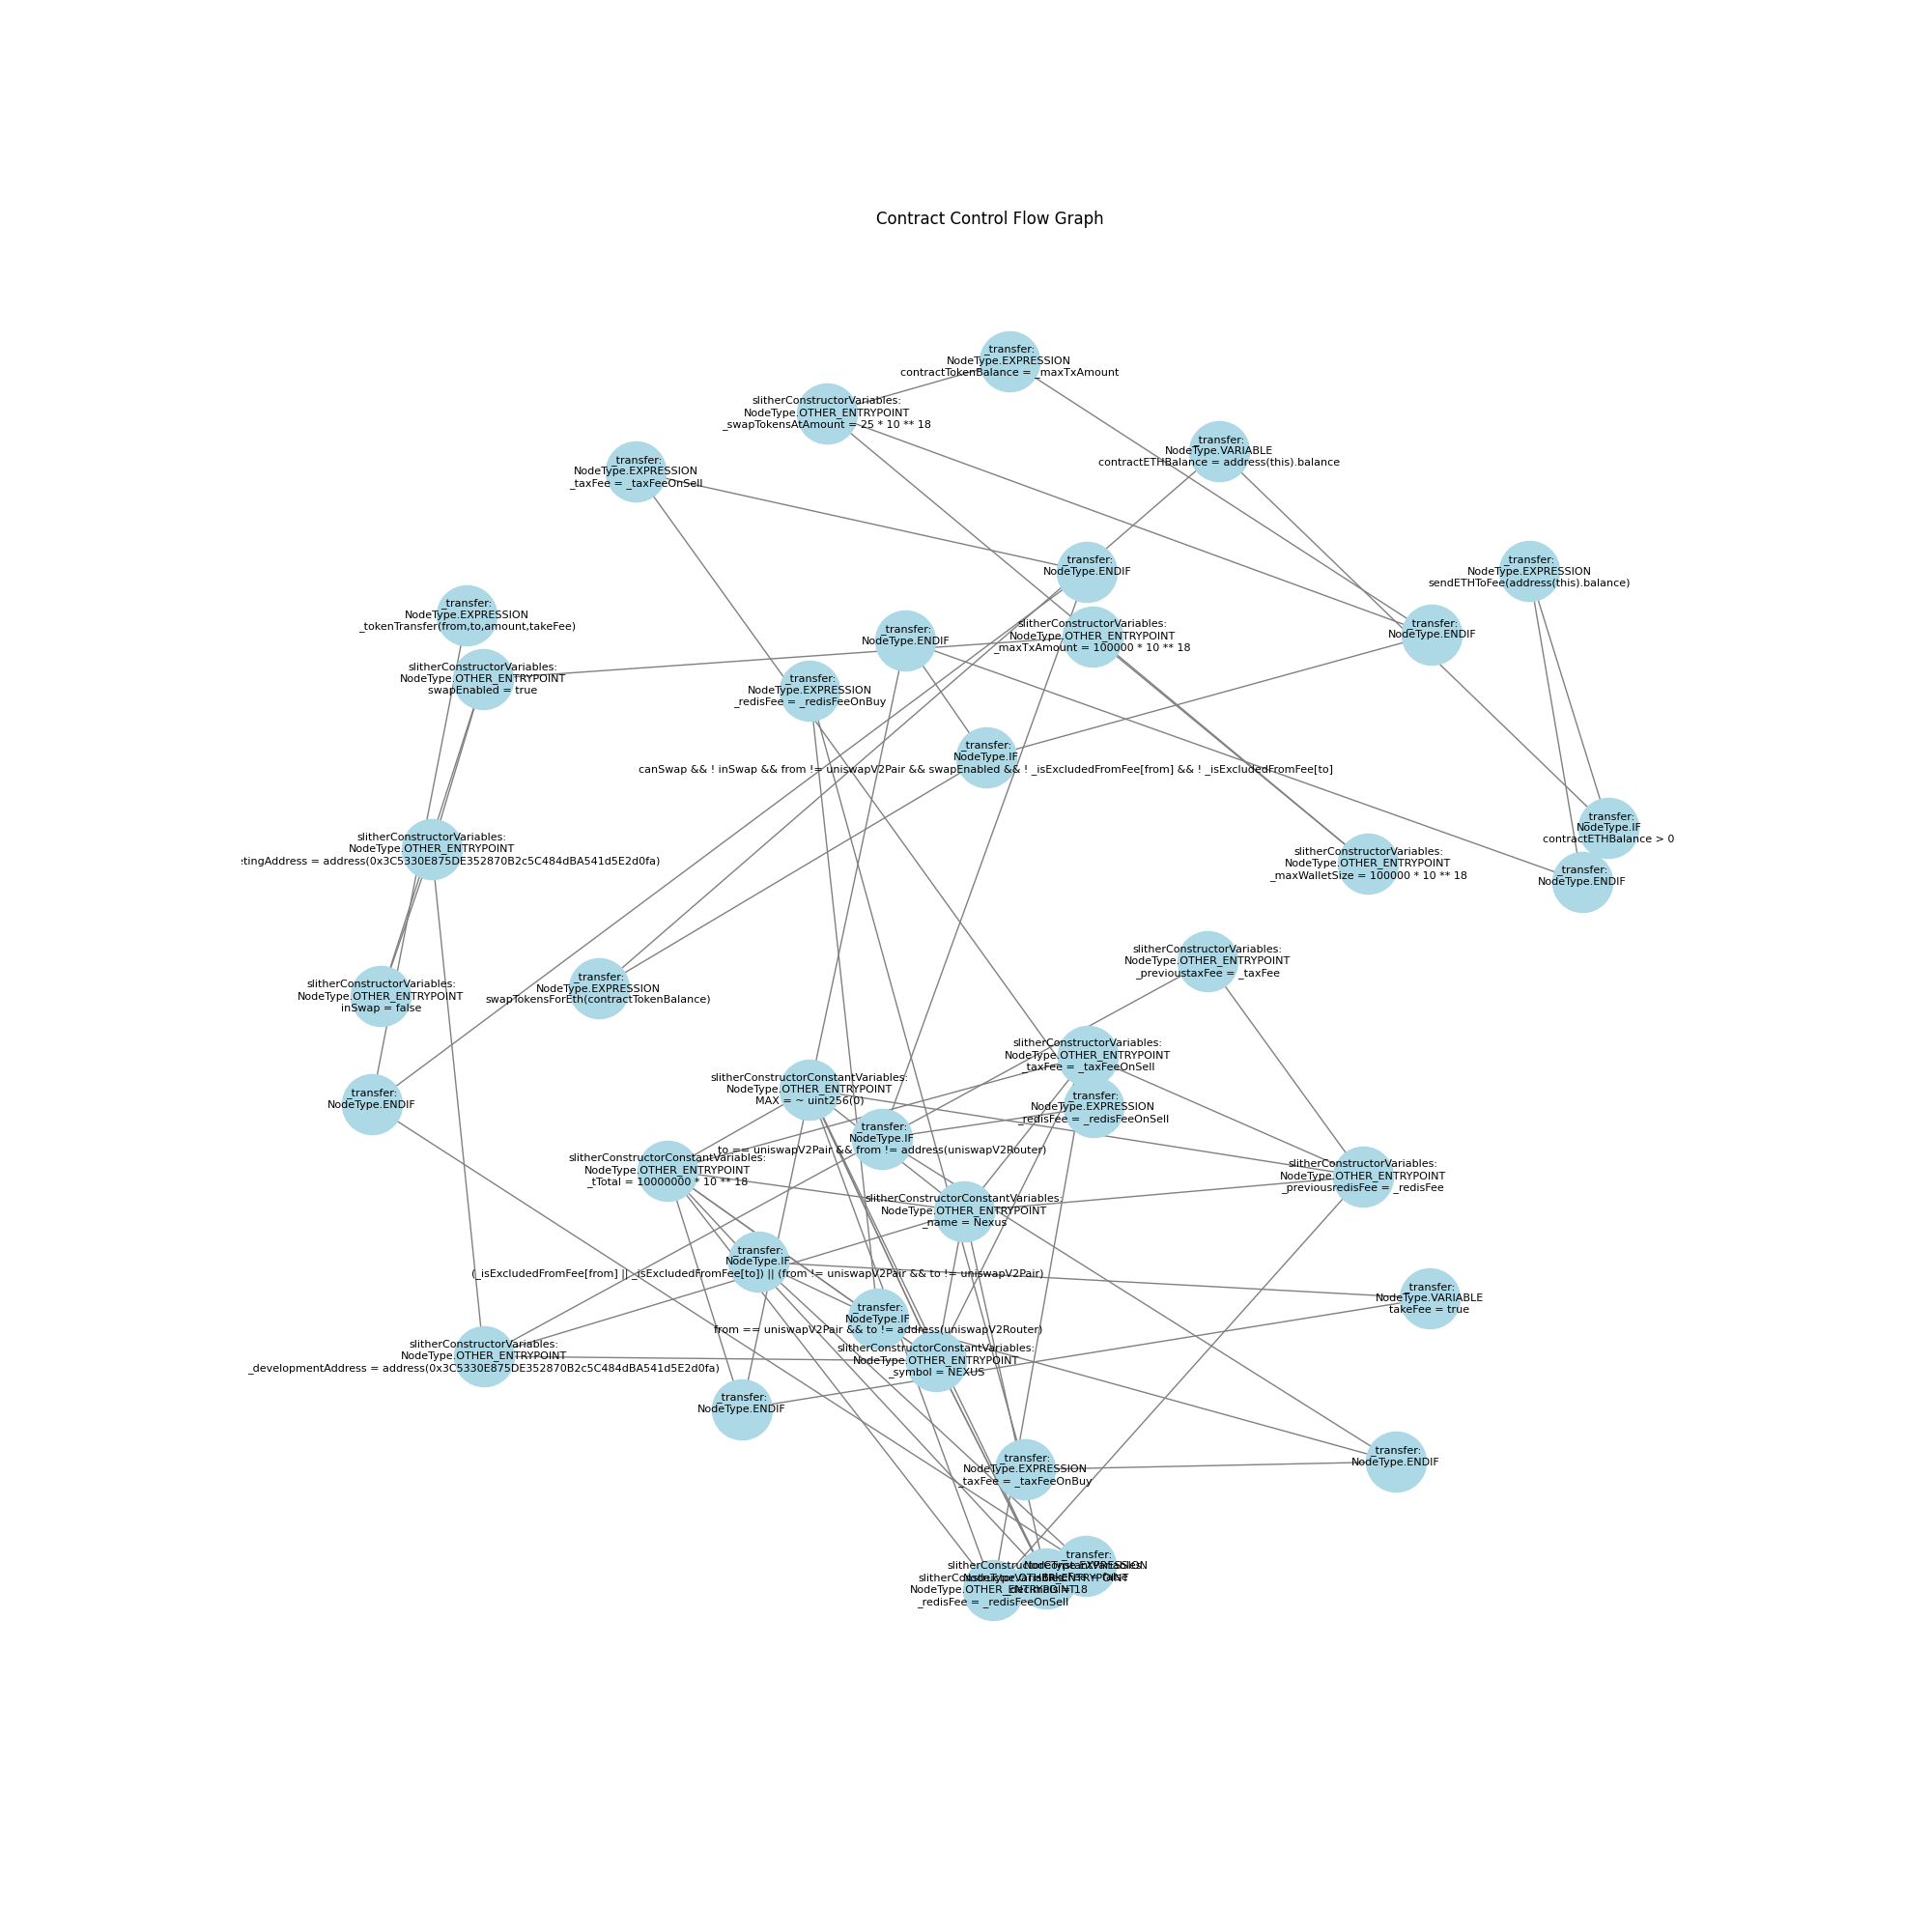 Contract Control Flow Graph
_transfer:
NodeType.EXPRESSION
contractTokenBalance = _maxTxAmount
slitherConstructorVariables:
NodeType.OTHER_ENTRYPOINT
_swapTokensAtAmount = 25 * 10 ** 18
_transfer:
NodeType.VARIABLE
contractETHBalance = address(this).balance
_transfer:
NodeType.EXPRESSION
_taxFee = _taxFeeOnSell
_transfer:
NodeType.ENDIF
_transfer:
NodeType.EXPRESSION
sendETHToFee(address(this).balance)
_transfer:
NodeType.EXPRESSION
_tokenTransfer(from,to,amount,takeFee)
_transfer:
NodeType.ENDIF
slitherConstructorVariables:
NodeType.OTHER_ENTRYPOINT
_maxTxAmount = 100000 * 10 ** 18
_transfer:
NodeType.ENDIF
slitherConstructorVariables:
NodeType.OTHER_ENTRYPOINT
swapEnabled = true
_transfer:
NodeType.EXPRESSION
_redisFee = _redisFeeOnBuy
_transfer:
NodeType.IF
canSwap && ! inSwap && from != uniswapV2Pair && swapEnabled && ! _isExcludedFromFee[from] && ! _isExcludedFromFee[to]
_transfer:
NodeType.IF
contractETHBalance > 0
slitherConstructorVariables:
NodeType.OTHER_ENTRYPOINT
etingAddress = address(0x3C5330E875DE352870B2c5C484dBA541d5E2d0fa)
slitherConstructorVariables:
NodeType.OTHER_ENTRYPOINT
_maxWalletSize = 100000 * 10 ** 18
_transfer:
NodeType.ENDIF
slitherConstructorVariables:
NodeType.OTHER_ENTRYPOINT
_previoustaxFee = _taxFee
_transfer:
NodeType.EXPRESSION
swapTokensForEth(contractTokenBalance)
slitherConstructorVariables:
NodeType.OTHER_ENTRYPOINT
inSwap = false
slitherConstructorVariables:
NodeType.OTHER_ENTRYPOINT
_taxFee = _taxFeeOnSell
slitherConstructorConstantVariables:
NodeType.OTHER_ENTRYPOINT
MAX = ~ uint256(0)
_transfer:
NodeType.ENDIF
_transfer:
NodeType.EXPRESSION
_redisFee = _redisFeeOnSell
_transfer:
NodeType.IF
to == uniswapV2Pair && from != address(uniswapV2Router)
slitherConstructorConstantVariables:
NodeType.OTHER_ENTRYPOINT
_tTotal = 10000000 * 10 ** 18
slitherConstructorVariables:
NodeType.OTHER_ENTRYPOINT
_previousredisFee = _redisFee
slitherConstructorConstantVariables:
NodeType.OTHER_ENTRYPOINT
_name = Nexus
_transfer:
NodeType.IF
(_isExcludedFromFee[from] || _isExcludedFromFee[to]) || (from != uniswapV2Pair && to != uniswapV2Pair)
_transfer:
NodeType.VARIABLE
takeFee = true
_transfer:
NodeType.IF
from == uniswapV2Pair && to != address(uniswapV2Router)
slitherConstructorVariables:
NodeType.OTHER_ENTRYPOINT
_developmentAddress = address(0x3C5330E875DE352870B2c5C484dBA541d5E2d0fa)
slitherConstructorConstantVariables:
NodeType.OTHER_ENTRYPOINT
_symbol = NEXUS
_transfer:
NodeType.ENDIF
_transfer:
NodeType.ENDIF
_transfer:
NodeType.EXPRESSION
_taxFee = _taxFeeOnBuy
_transfer:
NodeType.OTHER_ENTRYPOINT
_redisFee = _redisFeeOnSell